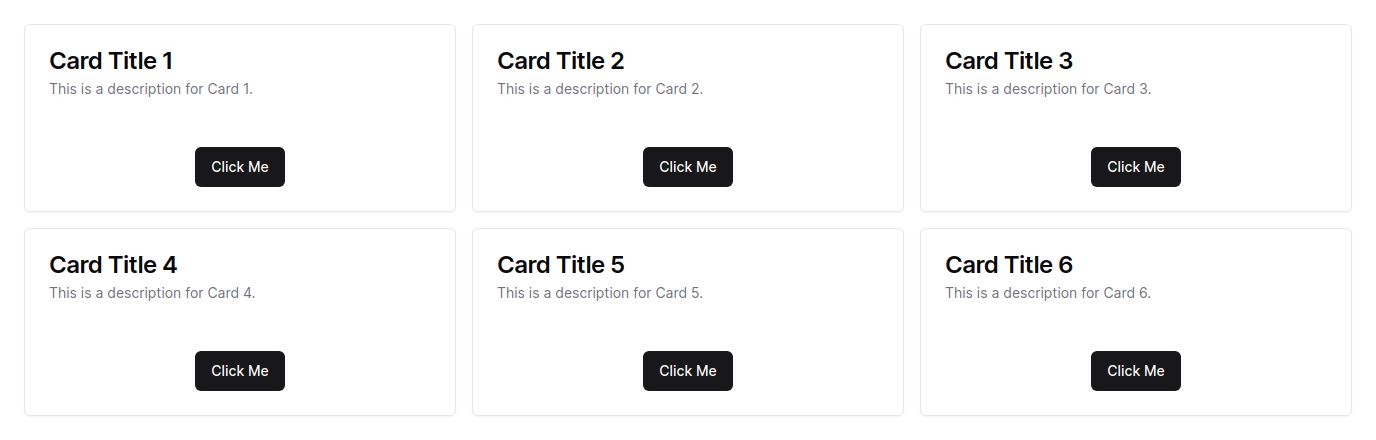 Card Title 1
This is a description for Card 1.
Click Me
Card Title 2
This is a description for Card 2.
Click Me
Card Title 3
This is a description for Card 3.
Click Me
Card Title 4
This is a description for Card 4.
Click Me
Card Title 5
This is a description for Card 5.
Click Me
Card Title 6
This is a description for Card 6.
Click Me